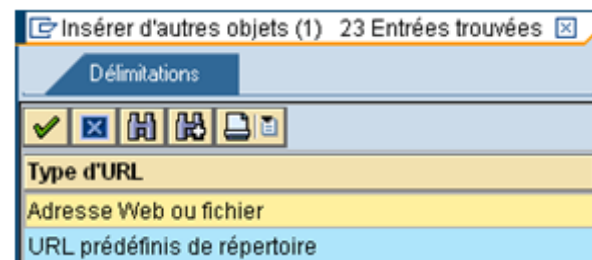 Insérer d'autres objets (1) 23 Entrées trouvées
Délimitations
Type d'URL
Adresse Web ou fichier
URL prédéfinis de répertoire